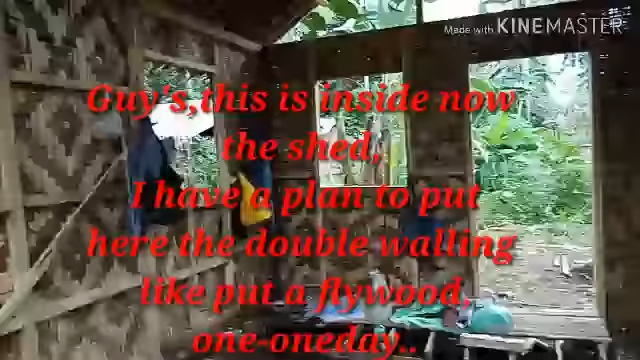 Made with KINEMASTER
Guy's,this is inside now
the shed,
I have a plan to put
here the double walling
like put a flywood,
one-oneday..